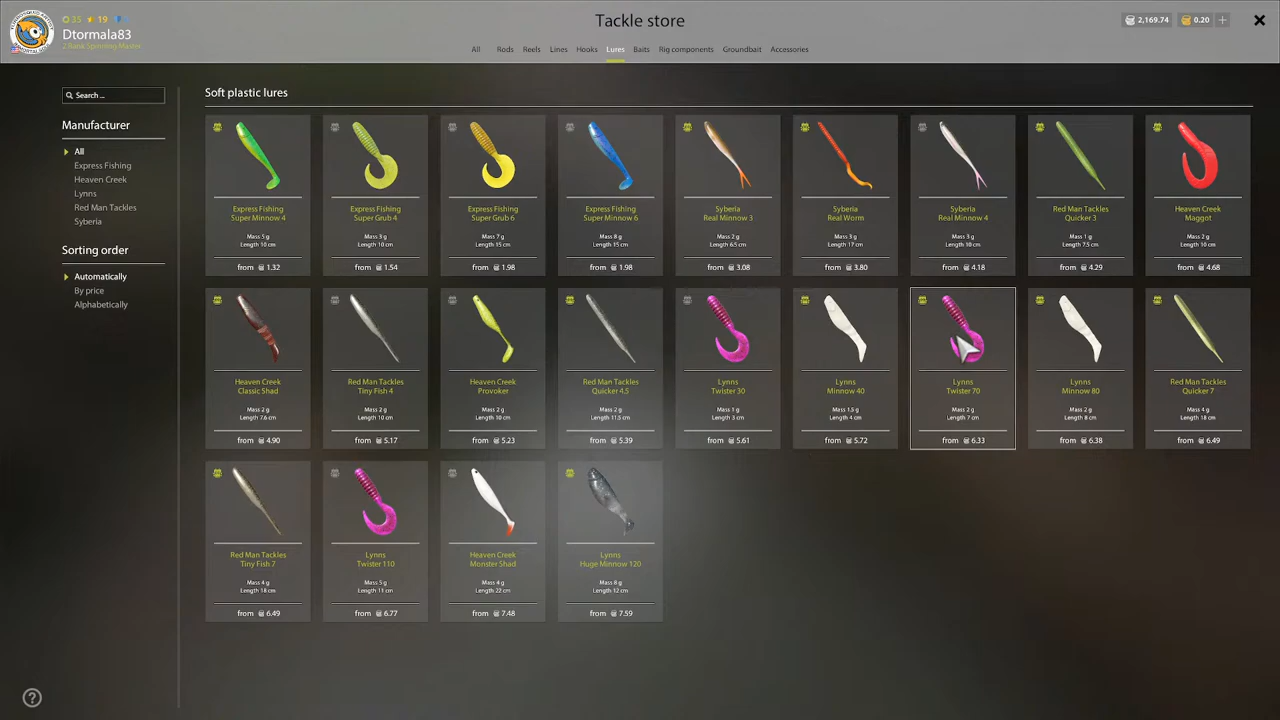 35 19
Dtormala83
Tackle store
2,169.74 0.20 +
All Rods Reels Lines Hooks Lures Baits Rig components Groundbait Accessories
Search ...
Manufacturer
All
Express Fishing
Heaven Creek
Lynns
Red Man Tackles
Syberia
Sorting order
Automatically
By price
Alphabetically
Soft plastic lures
Express Fishing
Super Minnow 4
Mass 5 g
Length 10 cm
from 1.32
Express Fishing
Super Grub 4
Mass 3 g
Length 10 cm
from 1.54
Express Fishing
Super Grub 6
Mass 7 g
Length 15 cm
from 1.98
Express Fishing
Super Minnow 6
Mass 8 g
Length 15 cm
from 1.98
Syberia
Real Minnow 3
Mass 2 g
Length 6.5 cm
from 3.08
Syberia
Real Worm
Mass 3 g
Length 17 cm
from 3.80
Syberia
Real Minnow 4
Mass 3 g
Length 10 cm
from 4.18
Red Man Tackles
Quicker 3
Mass 1 g
Length 7.5 cm
from 4.29
Heaven Creek
Maggot
Mass 2 g
Length 10 cm
from 4.68
Heaven Creek
Classic Shad
Mass 2 g
Length 7.6 cm
from 4.90
Red Man Tackles
Tiny Fish 4
Mass 2 g
Length 10 cm
from 5.17
Heaven Creek
Provoker
Mass 2 g
Length 10 cm
from 5.23
Red Man Tackles
Quicker 4.5
Mass 2 g
Length 11.5 cm
from 5.39
Lynns
Twister 30
Mass 1 g
Length 3 cm
from 5.61
Lynns
Minnow 40
Mass 1.5 g
Length 4 cm
from 5.72
Lynns
Twister 70
Mass 2 g
Length 7 cm
from 6.33
Lynns
Minnow 80
Mass 2 g
Length 8 cm
from 6.38
Red Man Tackles
Quicker 7
Mass 4 g
Length 18 cm
from 6.49
Red Man Tackles
Tiny Fish 7
Mass 4 g
Length 18 cm
from 6.49
Lynns
Twister 110
Mass 5 g
Length 11 cm
from 6.77
Heaven Creek
Monster Shad
Mass 4 g
Length 22 cm
from 7.48
Lynns
Huge Minnow 120
Mass 8 g
Length 12 cm
from 7.59
?